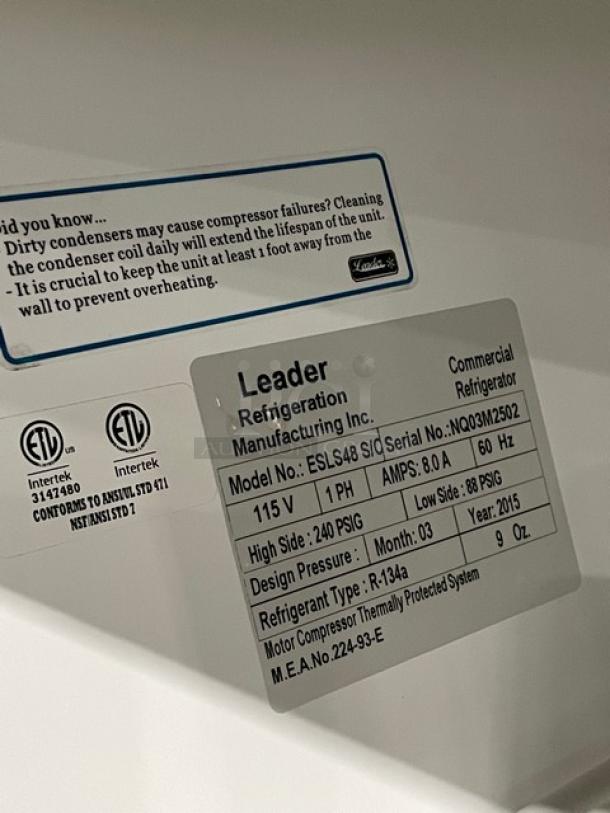 id you know...
Dirty condensers may cause compressor failures? Cleaning
the condenser coil daily will extend the lifespan of the unit.
- It is crucial to keep the unit at least 1 foot away from the
wall to prevent overheating.
Leader
ETL US
Intertek
3147480
ETL
Intertek
CONFORMS TO ANSI/UL STD 471
NSF/ANSI STD 7
Leader
Refrigeration
Manufacturing Inc.
Commercial
Refrigerator
Model No.: ESLS48 S/C Serial No.:NQ03M2502
115 V 1 PH AMPS: 8.0 A 60 Hz
High Side : 240 PSIG Low Side : 88 PSIG
Design Pressure : Month: 03 Year: 2015
Refrigerant Type : R-134a 9 Oz.
Motor Compressor Thermally Protected System
M.E.A.No.224-93-E